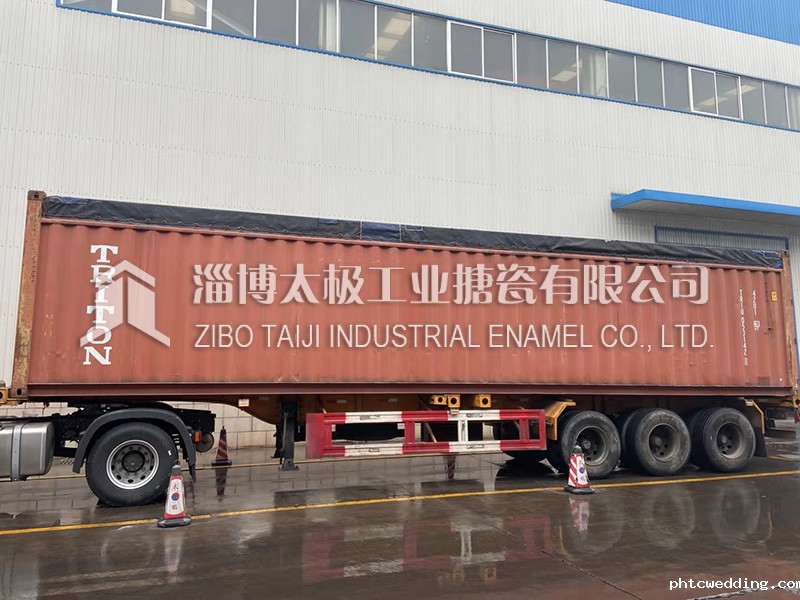 TRITON
淄博太极工业搪瓷有限公司
ZIBO TAIJI INDUSTRIAL ENAMEL CO., LTD.
phtcwedding.com